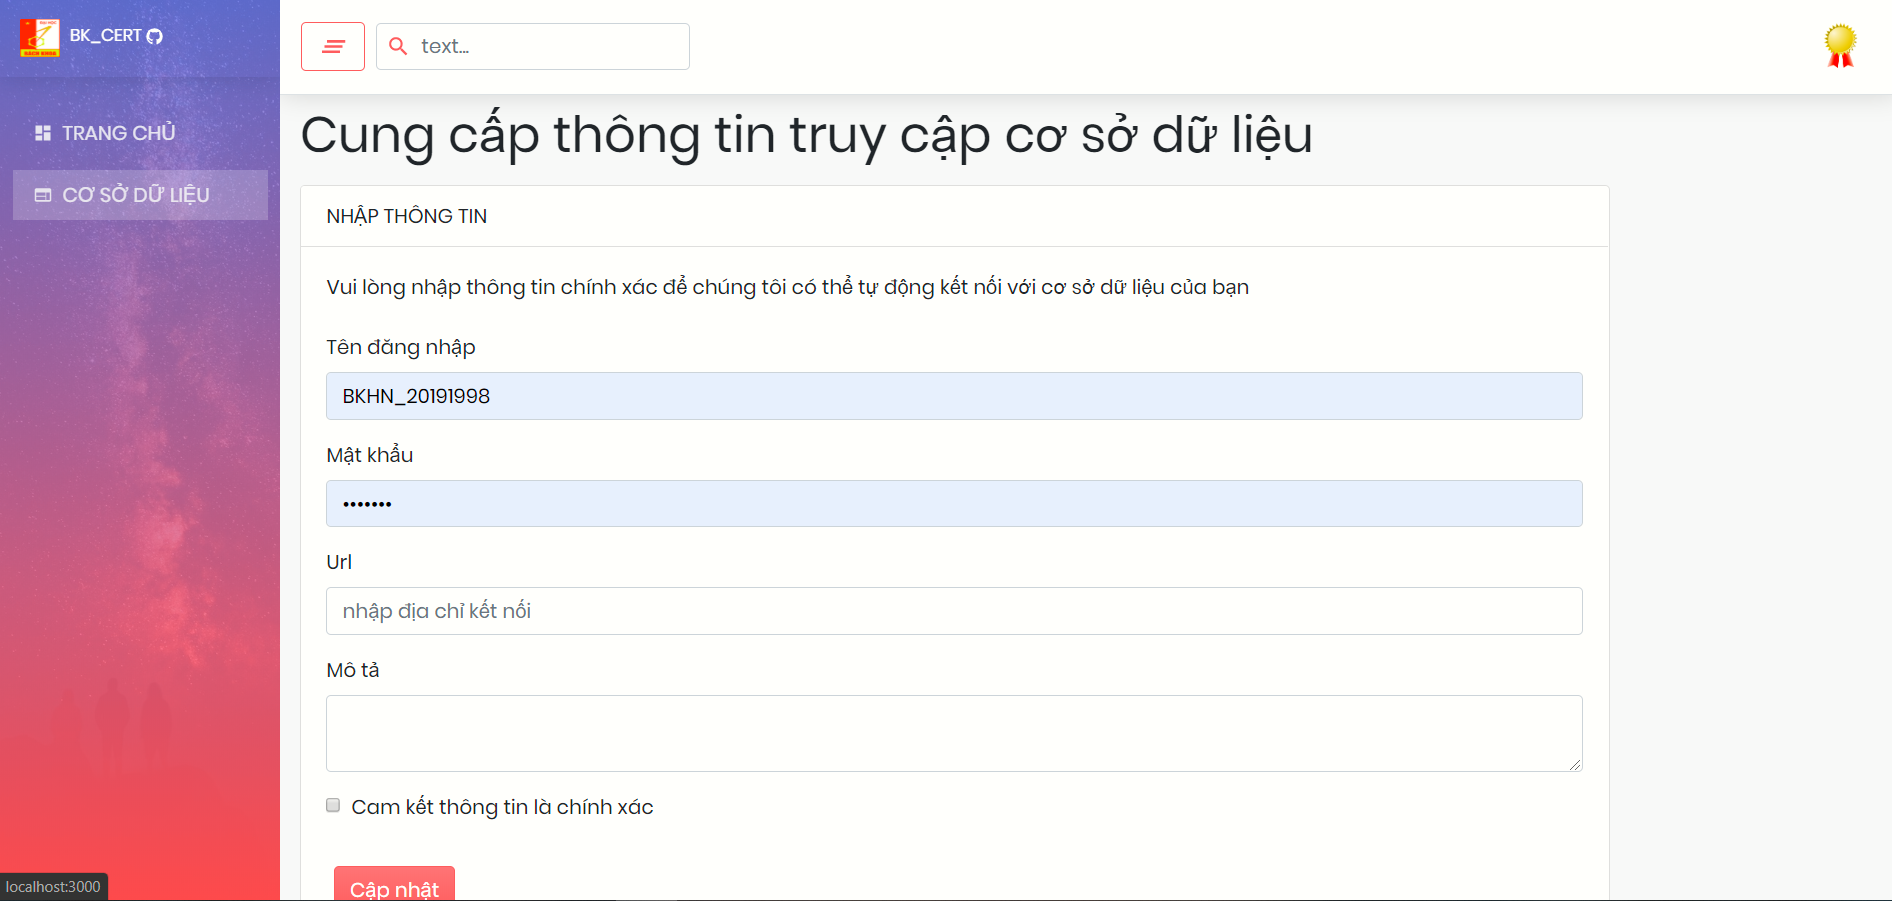 BK_CERT
text...
TRANG CHỦ
CƠ SỞ DỮ LIỆU
Cung cấp thông tin truy cập cơ sở dữ liệu
NHẬP THÔNG TIN
Vui lòng nhập thông tin chính xác để chúng tôi có thể tự động kết nối với cơ sở dữ liệu của bạn
Tên đăng nhập
BKHN_20191998
Mật khẩu
•••••••
Url
nhập địa chỉ kết nối
Mô tả
Cam kết thông tin là chính xác
Cập nhật
localhost:3000